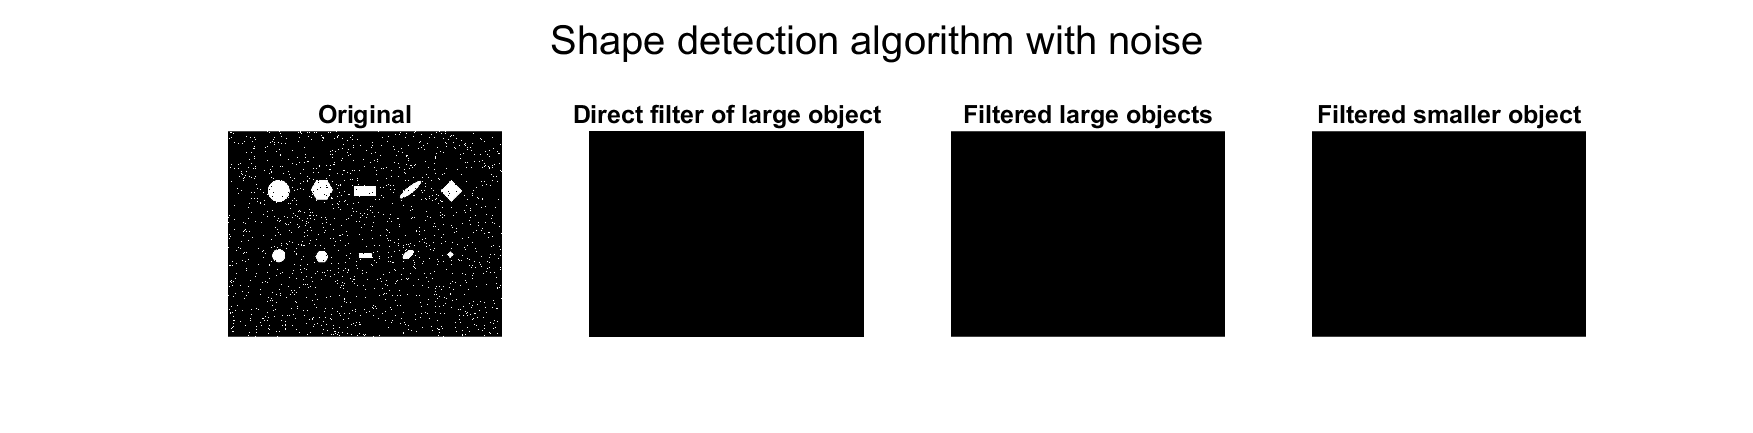 Shape detection algorithm with noise
Original
Direct filter of large object
Filtered large objects
Filtered smaller object